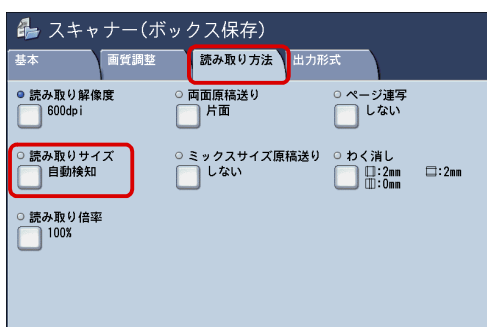 スキャナー(ボックス保存)
基本 画質調整 読み取り方法 出力形式
読み取り解像度
600dpi
両面原稿送り
片面
ページ連写
しない
読み取りサイズ
自動検知
ミックスサイズ原稿送り
しない
わく消し
:2mm :2mm
:0mm
読み取り倍率
100%